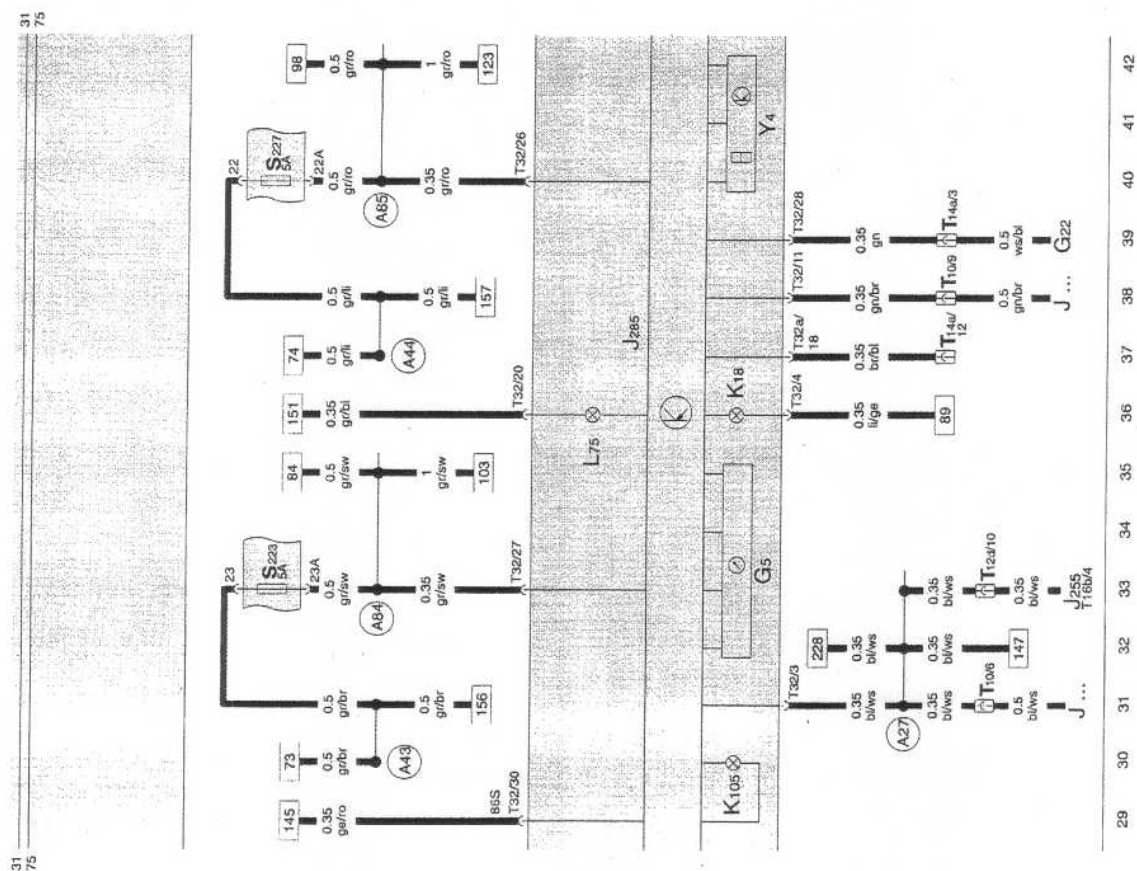 31
75
31
75
98
0.5
gr/ro
1
gr/ro
123
22
S227
5A
22A
0.5
gr/ro
A85
0.35
gr/ro
T32/26
0.5
gr/li
0.5
gr/li
157
74
0.5
gr/li
A44
151
0.35
gr/bl
T32/20
84
0.5
gr/sw
1
gr/sw
103
23
S223
5A
23A
0.5
gr/sw
A84
0.35
gr/sw
T32/27
0.5
gr/br
0.5
gr/br
156
73
0.5
gr/br
A43
145
0.35
ge/ro
86S
T32/30
L75
J285
K105
G5
K18
Y4
T32/3
0.35
bl/ws
A27
0.35
bl/ws
T10/6
0.5
bl/ws
J ...
228
0.35
bl/ws
0.35
bl/ws
147
0.35
bl/ws
T12d/10
0.35
bl/ws
J255
T16b/4
T32/4
0.35
li/ge
89
T32a/
18
0.35
br/bl
T14a/
12
T32/11
0.35
gn/br
T10/9
0.5
gn/br
J ...
T32/28
0.35
gn
T14a/3
0.5
ws/bl
G22
29 30 31 32 33 34 35 36 37 38 39 40 41 42